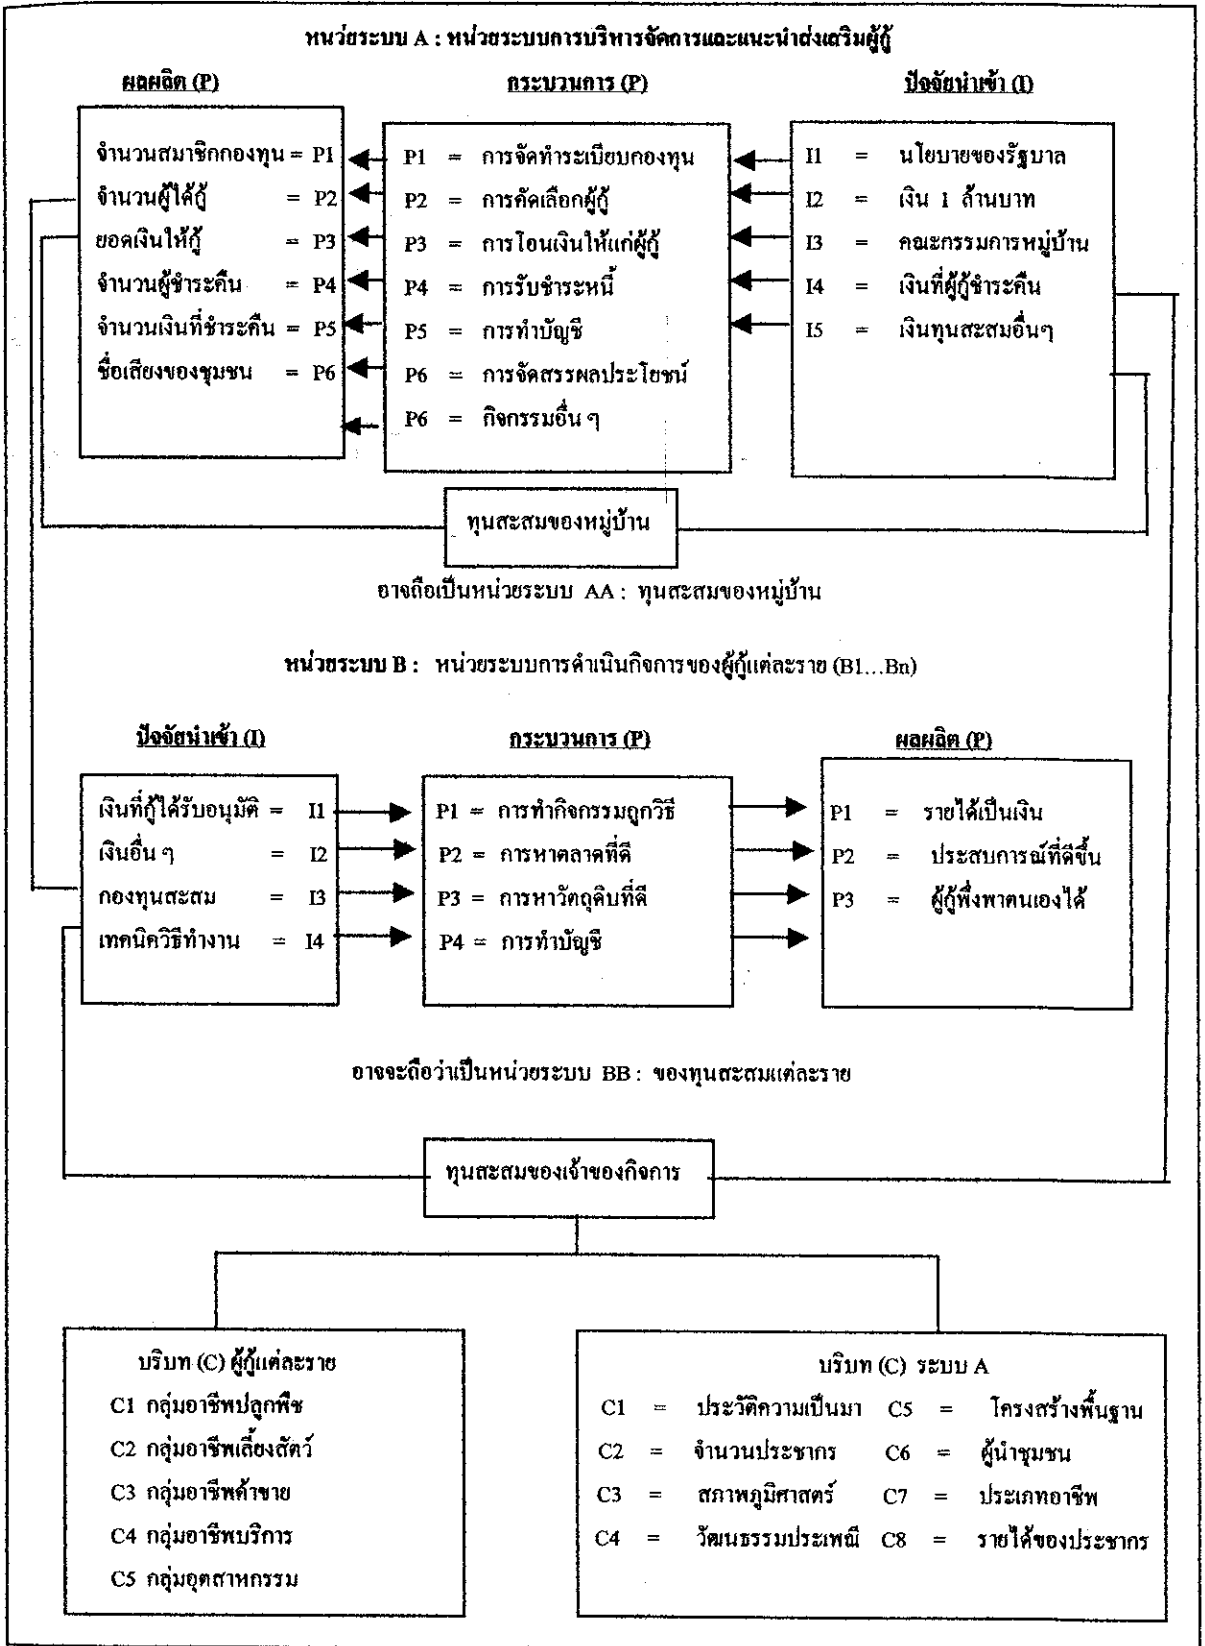 หนว่ยระบบ A : หน่วยระบบการบริหารจัดการและแนะนำส่งเสริมผู้กู้
ผลผลิต (P)
จำนวนสมาชิกกองทุน = P1
จำนวนผู้ได้กู้ = P2
ยอดเงินให้กู้ = P3
จำนวนผู้ชำระคืน = P4
จำนวนเงินที่ชำระคืน = P5
ชื่อเสียงของชุมชน = P6
กระบวนการ (P)
P1 = การจัดทำระเบียบกองทุน
P2 = การคัดเลือกผู้กู้
P3 = การโอนเงินให้แก่ผู้กู้
P4 = การรับชำระหนี้
P5 = การทำบัญชี
P6 = การจัดสรรผลประโยชน์
P6 = กิจกรรมอื่น ๆ
ปัจจัยนำเข้า (I)
I1 = นโยบายของรัฐบาล
I2 = เงิน 1 ล้านบาท
I3 = คณะกรรมการหมู่บ้าน
I4 = เงินที่ผู้กู้ชำระคืน
I5 = เงินทุนสะสมอื่นๆ
ทุนสะสมของหมู่บ้าน
อาจถือเป็นหน่วยระบบ AA : ทุนสะสมของหมู่บ้าน
หน่วยระบบ B : หน่วยระบบการดำเนินกิจการของผู้กู้แต่ละราย (B1...Bn)
ปัจจัยนำเข้า (I)
เงินที่กู้ได้รับอนุมัติ = I1
เงินอื่น ๆ = I2
กองทุนสะสม = I3
เทคนิควิธีทำงาน = I4
กระบวนการ (P)
P1 = การทำกิจกรรมถูกวิธี
P2 = การหาตลาดที่ดี
P3 = การหาวัตถุดิบที่ดี
P4 = การทำบัญชี
ผลผลิต (P)
P1 = รายได้เป็นเงิน
P2 = ประสบการณ์ที่ดีขึ้น
P3 = ผู้กู้พึ่งพาตนเองได้
อาจจะถือว่าเป็นหน่วยระบบ BB : ของทุนสะสมแต่ละราย
ทุนสะสมของเจ้าของกิจการ
บริบท (C) ผู้กู้แต่ละราย
C1 กลุ่มอาชีพปลูกพืช
C2 กลุ่มอาชีพเลี้ยงสัตว์
C3 กลุ่มอาชีพค้าขาย
C4 กลุ่มอาชีพบริการ
C5 กลุ่มอุตสาหกรรม
บริบท (C) ระบบ A
C1 = ประวัติความเป็นมา C5 = โครงสร้างพื้นฐาน
C2 = จำนวนประชากร C6 = ผู้นำชุมชน
C3 = สภาพภูมิศาสตร์ C7 = ประเภทอาชีพ
C4 = วัฒนธรรมประเพณี C8 = รายได้ของประชากร